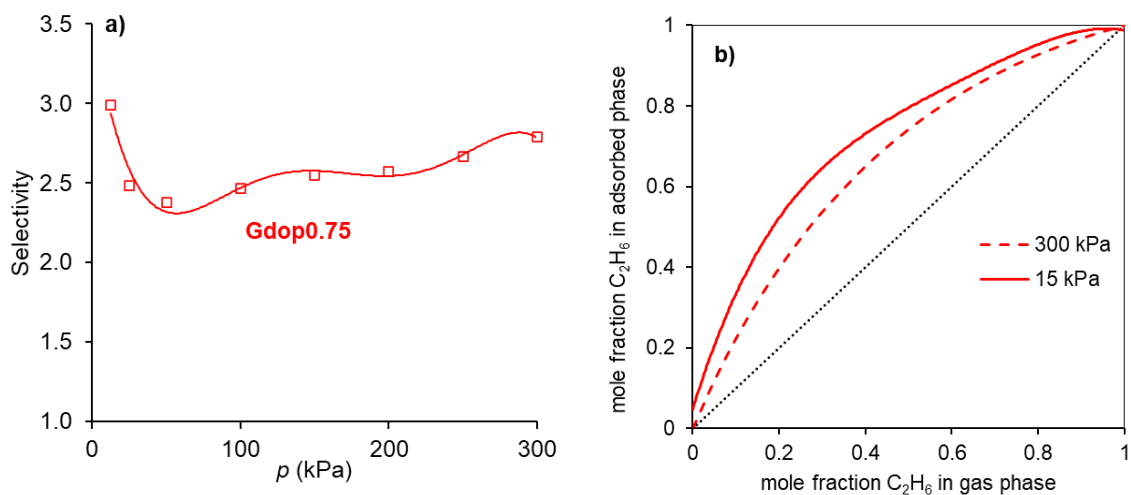 a)
3.5
3.0
2.5
2.0
1.5
1.0
Selectivity
Gdop0.75
0
100
200
300
p (kPa)
b)
1
0.8
0.6
0.4
0.2
0
mole fraction C₂H₆ in adsorbed phase
300 kPa
15 kPa
0
0.2
0.4
0.6
0.8
1
mole fraction C₂H₆ in gas phase